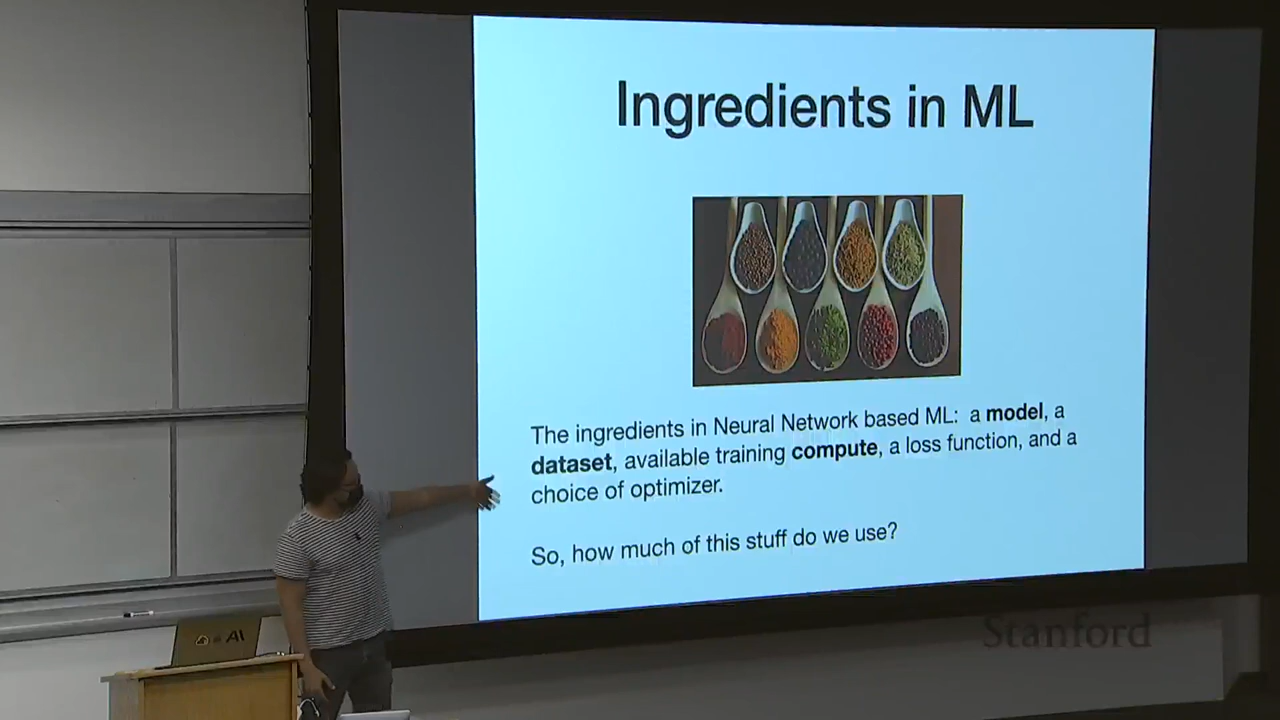 Ingredients in ML
The ingredients in Neural Network based ML: a model, a
dataset, available training compute, a loss function, and a
choice of optimizer.
So, how much of this stuff do we use?
AI
Stanford